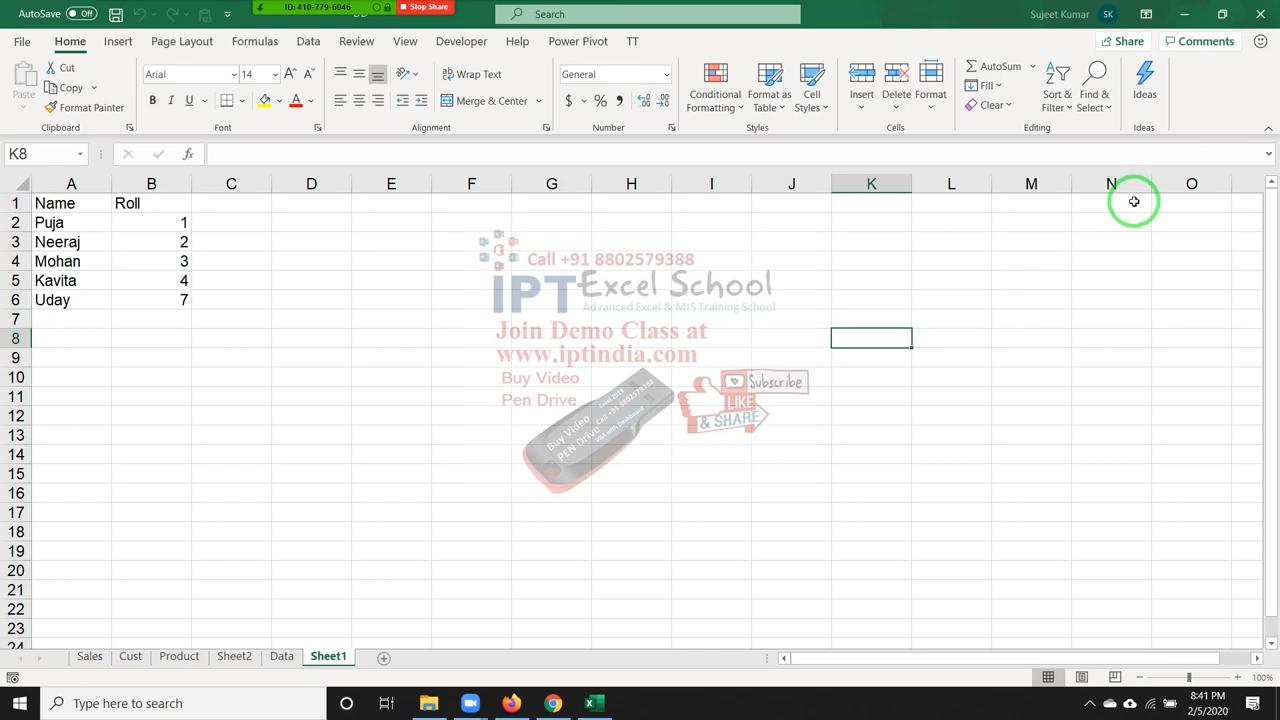 AutoSave Off
ID: 410-779-6046 Stop Share
Search
Sujeet Kumar SK
File Home Insert Page Layout Formulas Data Review View Developer Help Power Pivot TT
Share Comments
Paste Cut Copy Format Painter Clipboard
Arial 14 B I U Font
Wrap Text Merge & Center Alignment
General $ % Number
Conditional Formatting Format as Table Cell Styles Styles
Insert Delete Format Cells
AutoSum Fill Clear Sort & Filter Find & Select Editing
Ideas Ideas
K8 fx
A B C D E F G H I J K L M N O
1 Name Roll
2 Puja 1
3 Neeraj 2
4 Mohan 3
5 Kavita 4
6 Uday 7
7
8
9
10
11
12
13
14
15
16
17
18
19
20
21
22
23
24
Call +91 8802579388
IPT Excel School
Advanced Excel & MIS Training School
Join Demo Class at
www.iptindia.com
Buy Video
Pen Drive
Buy Video
PEN Drive
Call +91 8802579388
Subscribe
LIKE
& SHARE
Sales Cust Product Sheet2 Data Sheet1
100%
Type here to search
8:41 PM
2/5/2020